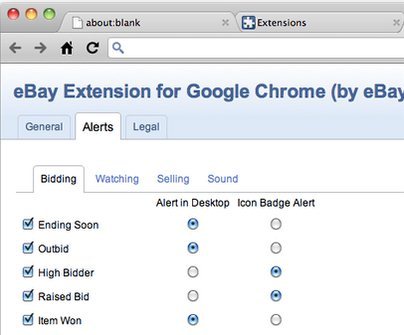 about:blank
Extensions
eBay Extension for Google Chrome (by eBay
General Alerts Legal
Bidding Watching Selling Sound
Alert in Desktop Icon Badge Alert
Ending Soon
Outbid
High Bidder
Raised Bid
Item Won